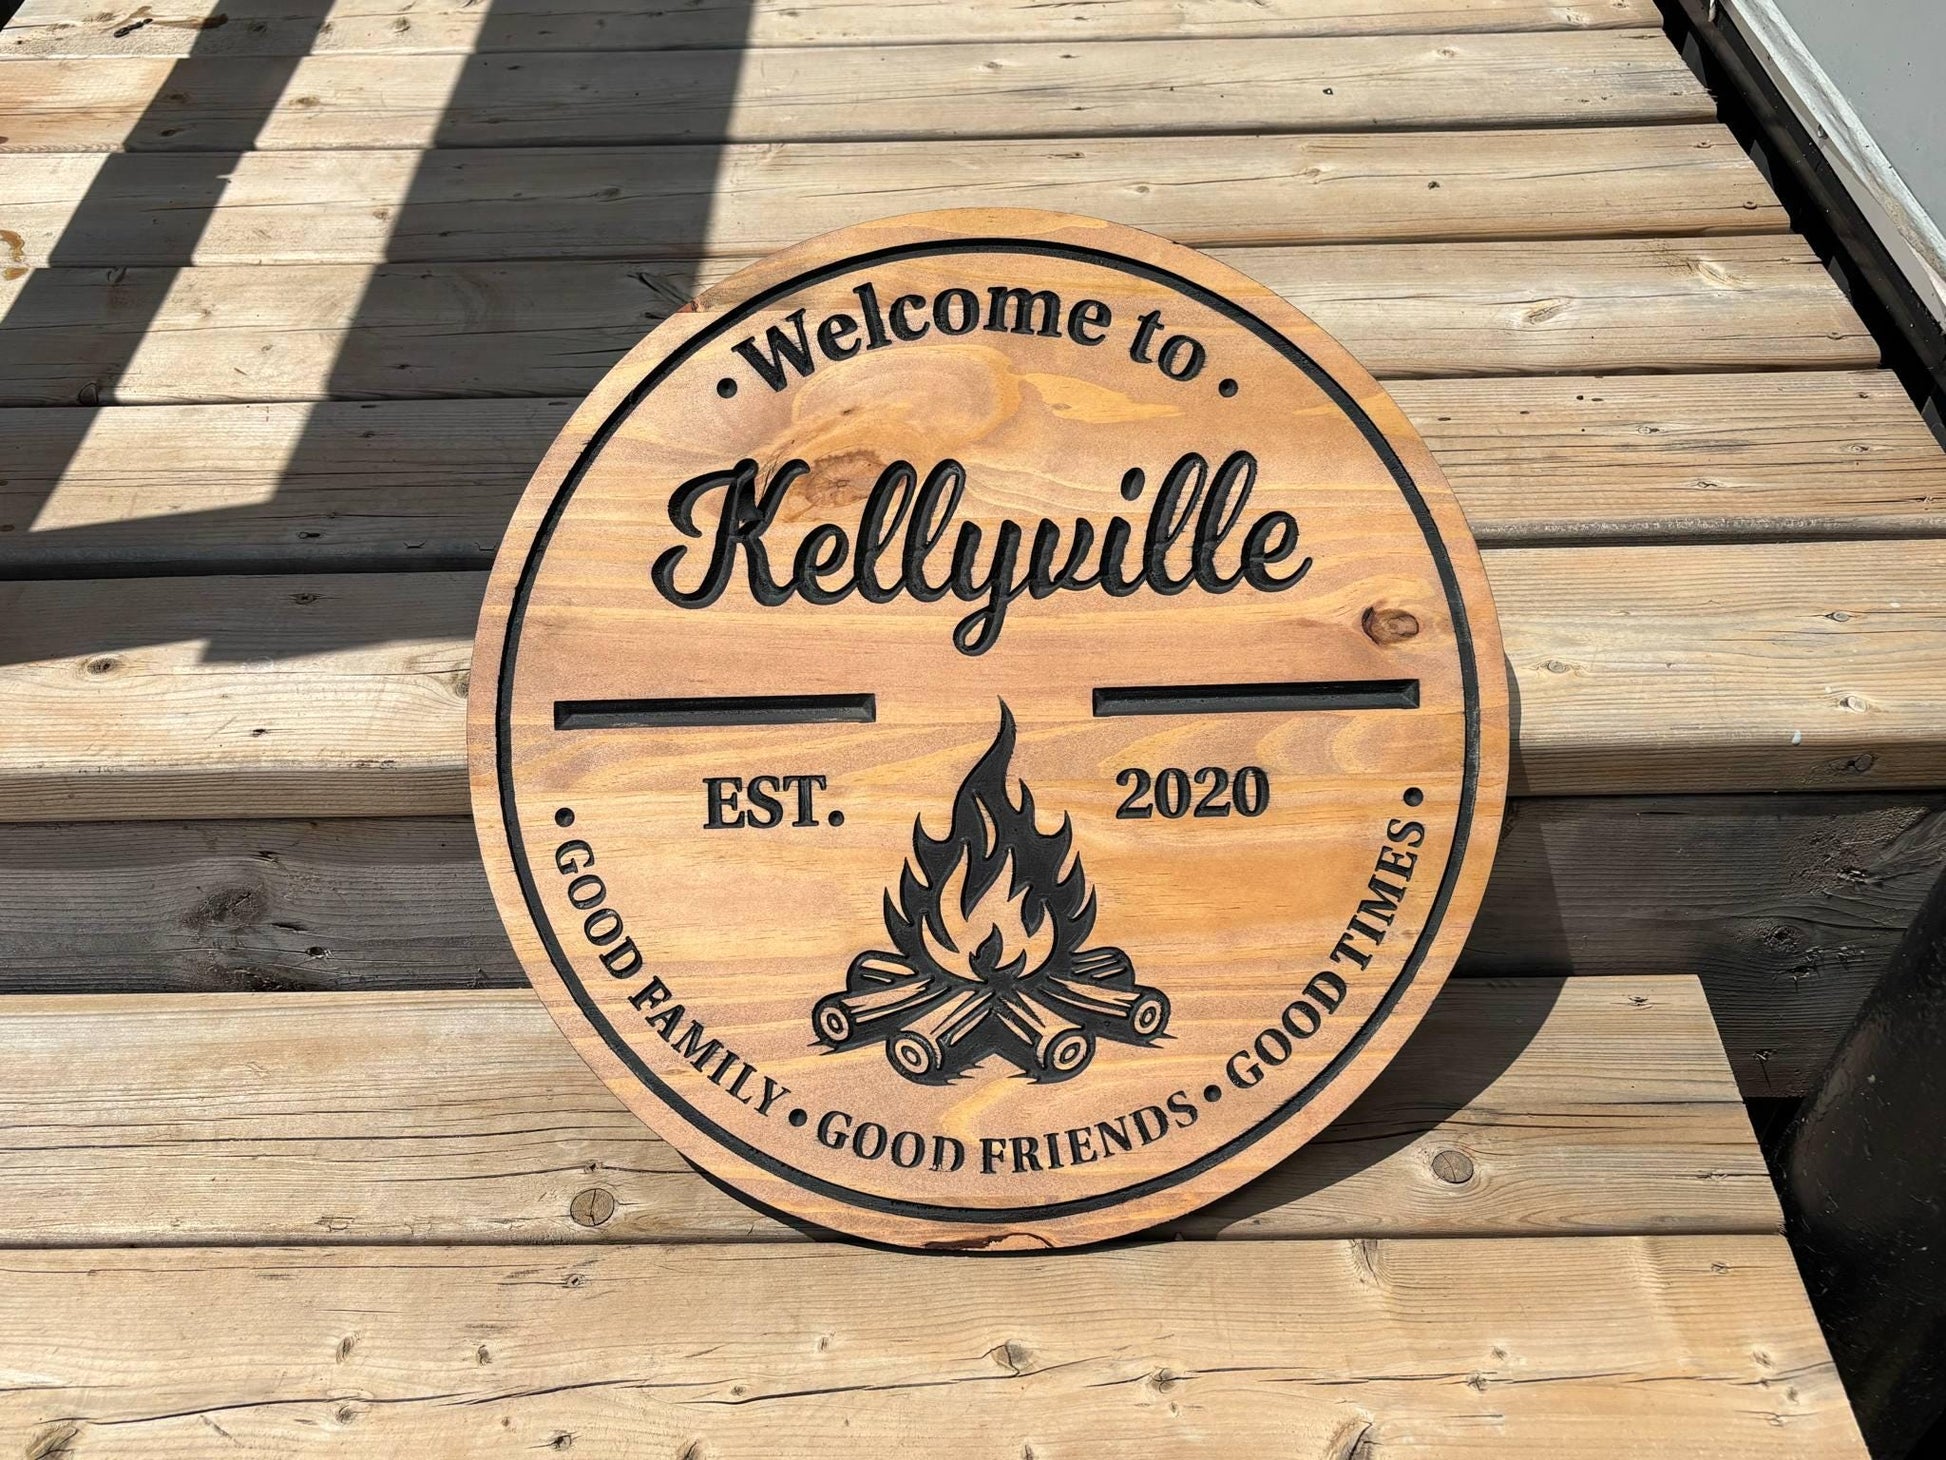 • Welcome to •
Kellyville
EST. 2020
• GOOD FAMILY • GOOD FRIENDS • GOOD TIMES •